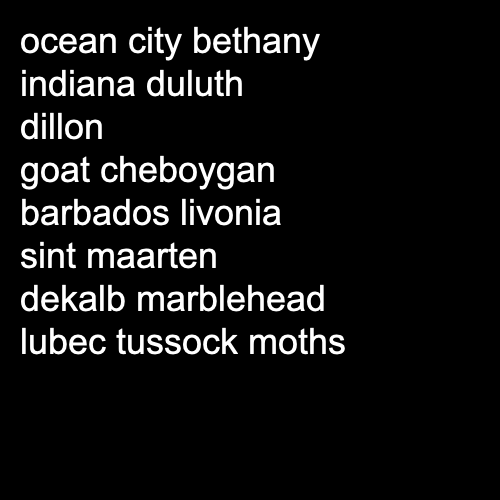 ocean city bethany
indiana duluth
dillon
goat cheboygan
barbados livonia
sint maarten
dekalb marblehead
lubec tussock moths